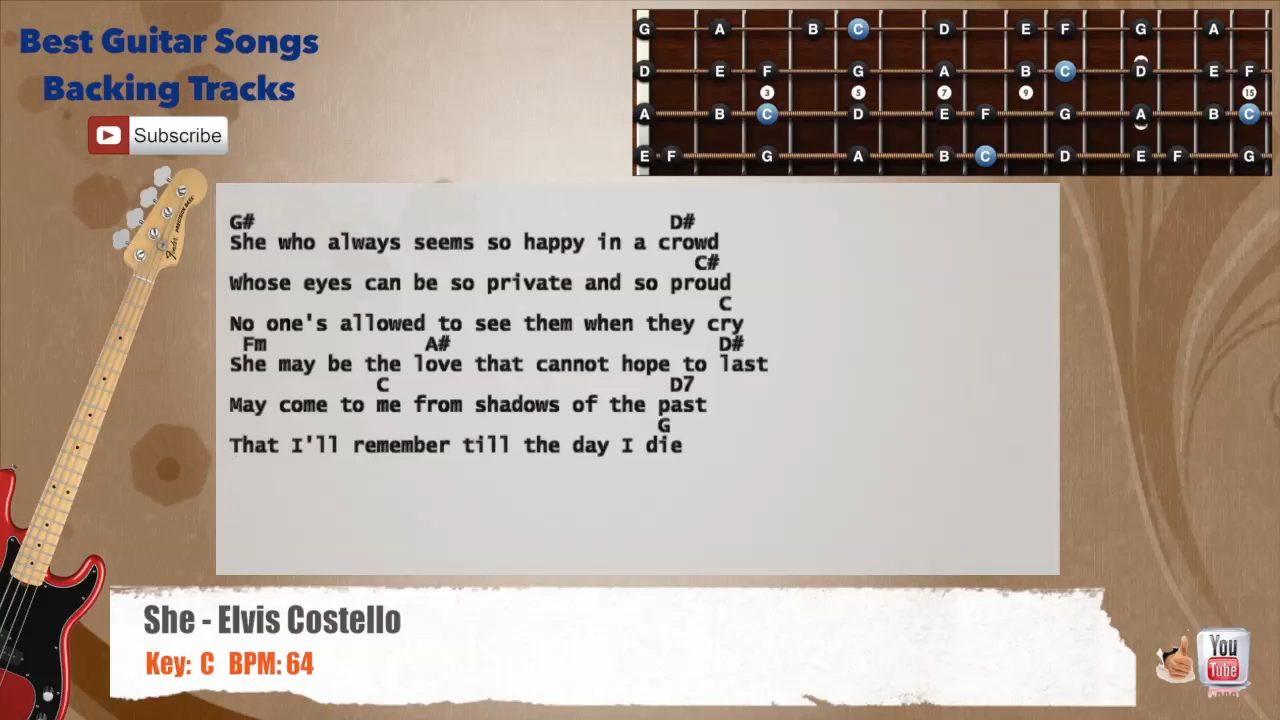 Best Guitar Songs
Backing Tracks
Subscribe
G A B C D E F G A
D E F G A B C D E F
3 5 7 9 15
A B C D E F G A B C
E F G A B C D E F G
G# D#
She who always seems so happy in a crowd
C#
Whose eyes can be so private and so proud
C
No one's allowed to see them when they cry
Fm A# D#
She may be the love that cannot hope to last
C D7
May come to me from shadows of the past
G
That I'll remember till the day I die
Fender PRECISION BASS
She - Elvis Costello
Key: C BPM: 64
You
Tube